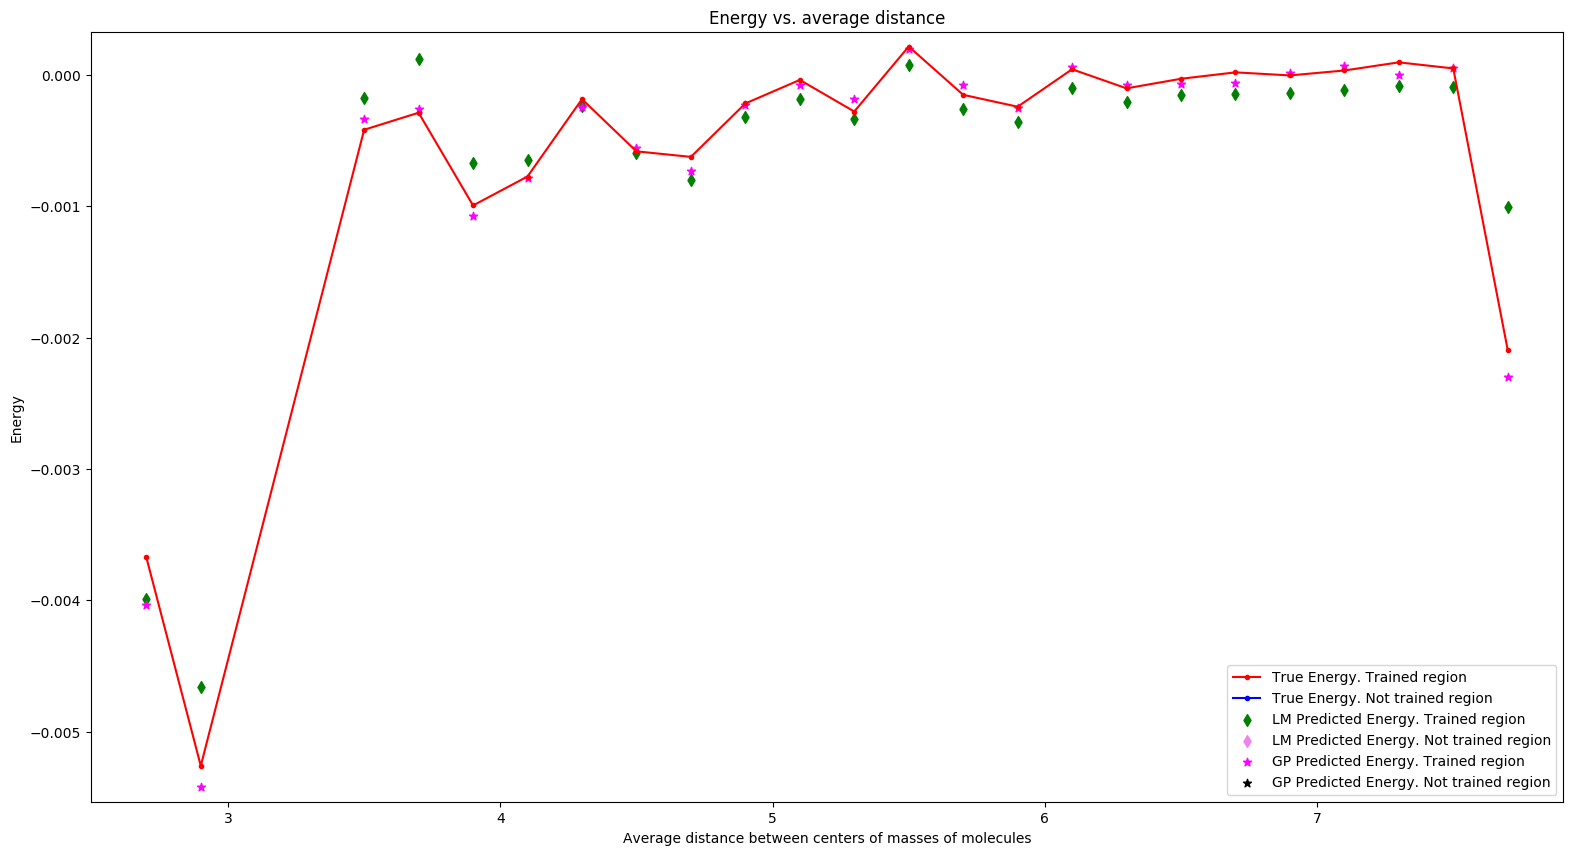 Energy vs. average distance
0.000
−0.001
−0.002
−0.003
−0.004
−0.005
Energy
3
4
5
6
7
Average distance between centers of masses of molecules
True Energy. Trained region
True Energy. Not trained region
LM Predicted Energy. Trained region
LM Predicted Energy. Not trained region
GP Predicted Energy. Trained region
GP Predicted Energy. Not trained region